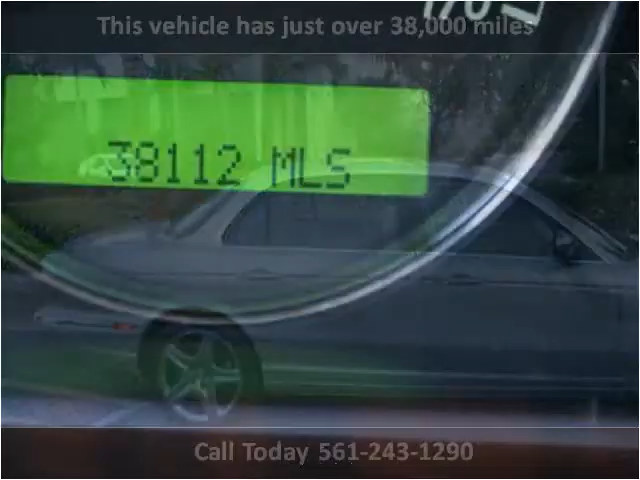 This vehicle has just over 38,000 miles
38112 MLS
Call Today 561-243-1290